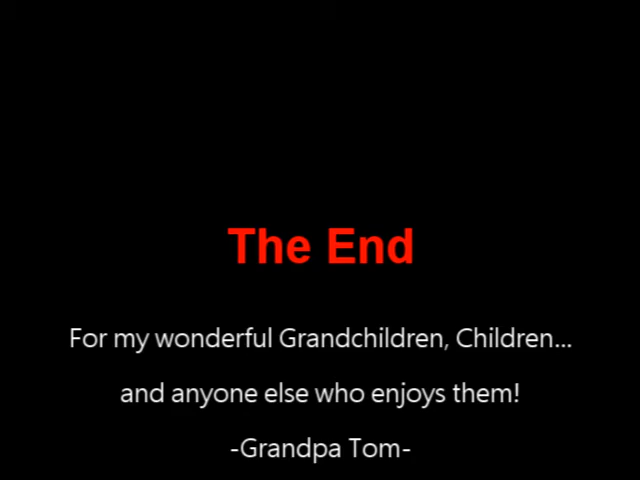 The End
For my wonderful Grandchildren, Children...
and anyone else who enjoys them!
-Grandpa Tom-